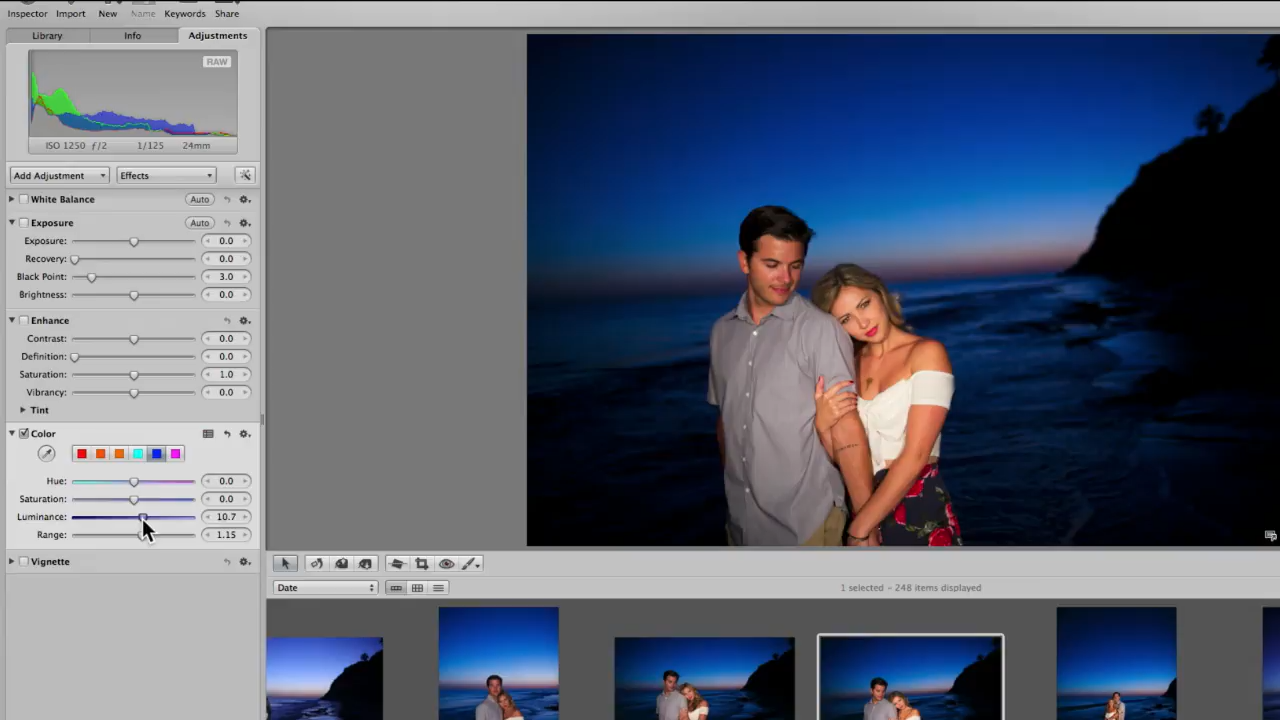 Inspector Import New Name Keywords Share
Library Info Adjustments
RAW
ISO 1250 ƒ/2 1/125 24mm
Add Adjustment Effects
White Balance Auto
Exposure Auto
Exposure: 0.0
Recovery: 0.0
Black Point: 3.0
Brightness: 0.0
Enhance
Contrast: 0.0
Definition: 0.0
Saturation: 1.0
Vibrancy: 0.0
Tint
Color
Hue: 0.0
Saturation: 0.0
Luminance: 10.7
Range: 1.15
Vignette
Date
1 selected – 248 items displayed